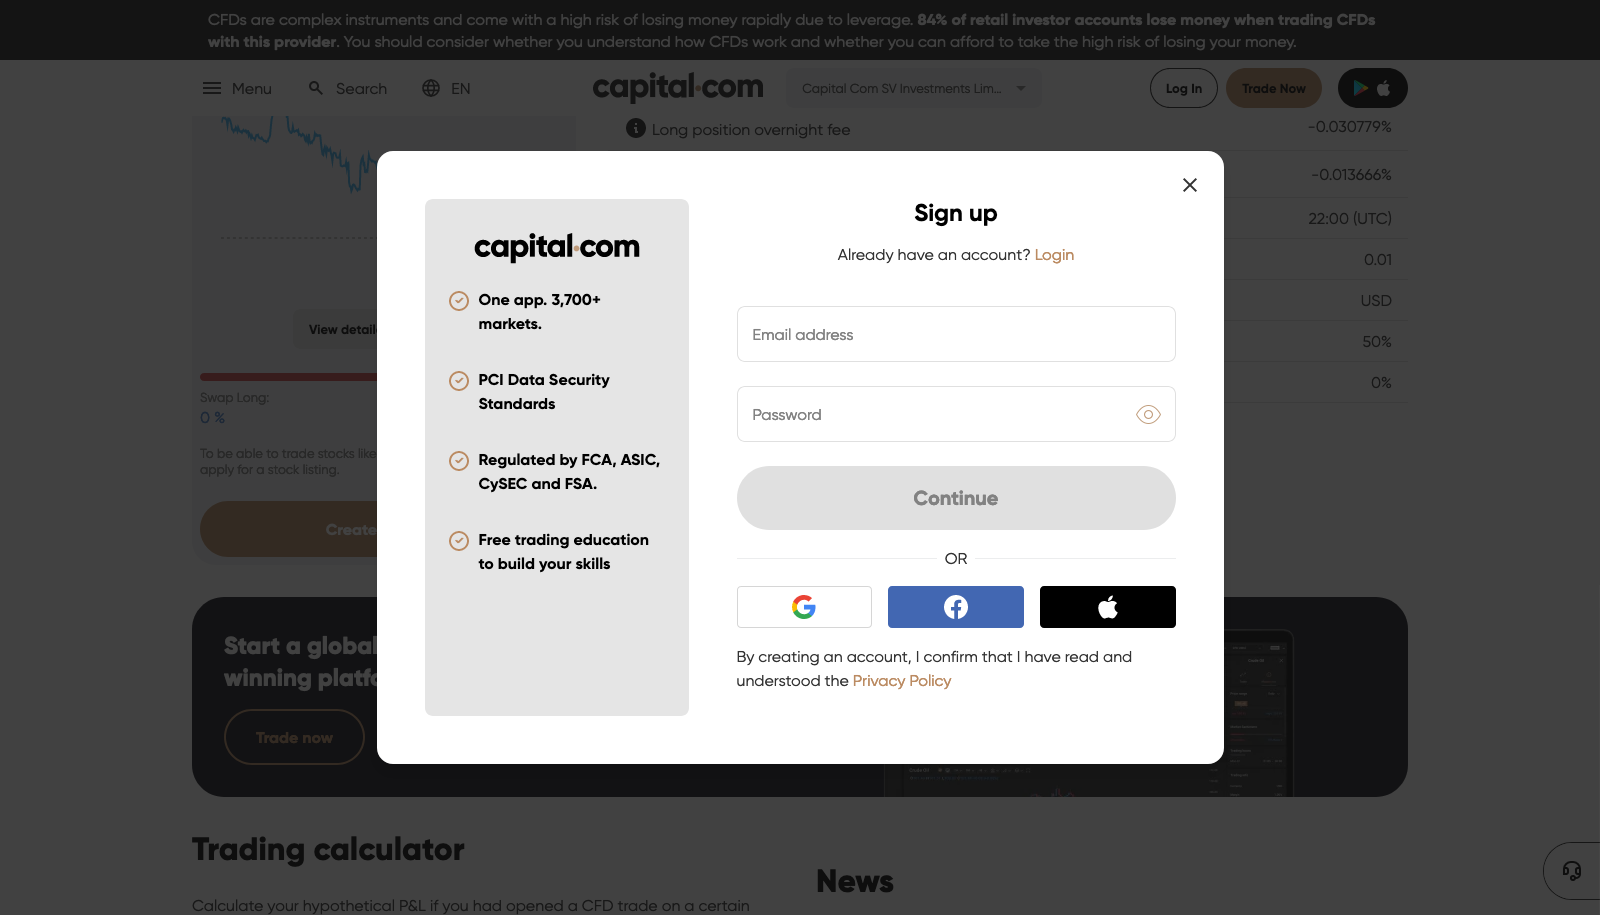 CFDs are complex instruments and come with a high risk of losing money rapidly due to leverage. 84% of retail investor accounts lose money when trading CFDs
with this provider. You should consider whether you understand how CFDs work and whether you can afford to take the high risk of losing your money.
Menu
Search
EN
capital.com
Capital Com SV Investments Lim...
Log In
Trade Now
Long position overnight fee
-0.030779%
-0.013666%
22:00 (UTC)
0.01
USD
50%
0%
View detail
Swap Long:
0 %
To be able to trade stocks like
apply for a stock listing.
Create
Sign up
Already have an account? Login
capital.com
One app. 3,700+
markets.
PCI Data Security
Standards
Regulated by FCA, ASIC,
CySEC and FSA.
Free trading education
to build your skills
Email address
Password
Continue
OR
By creating an account, I confirm that I have read and
understood the Privacy Policy
Start a global
winning platfo
Trade now
Trading calculator
Calculate your hypothetical P&L if you had opened a CFD trade on a certain
News